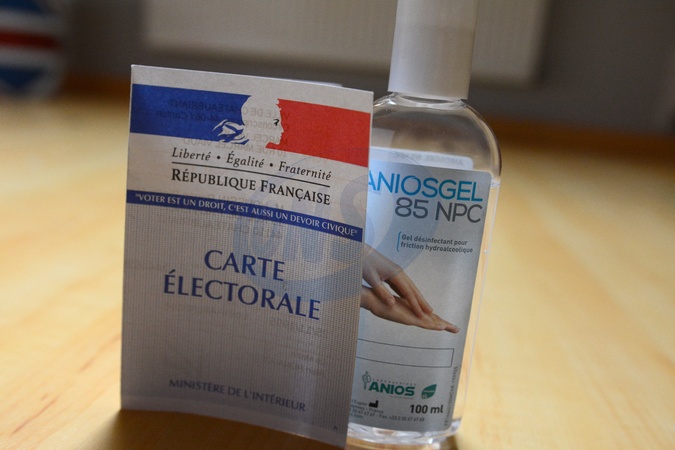 Liberté • Égalité • Fraternité
RÉPUBLIQUE FRANÇAISE
"VOTER EST UN DROIT, C'EST AUSSI UN DEVOIR CIVIQUE"
CARTE
ÉLECTORALE
MINISTÈRE DE L'INTÉRIEUR
ANIOSGEL
85 NPC
Gel désinfectant pour
friction hydroalcoolique
ANIOS
100 ml